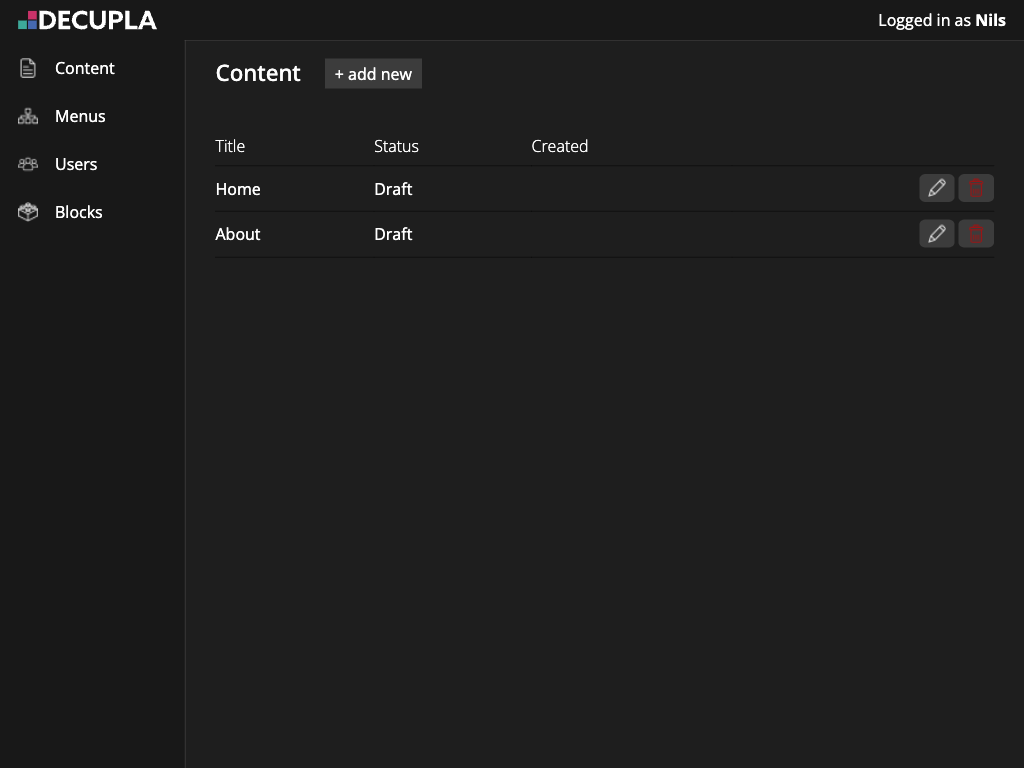 DECUPLA
Logged in as Nils
Content
Menus
Users
Blocks
Content
+ add new
Title Status Created
Home Draft
About Draft